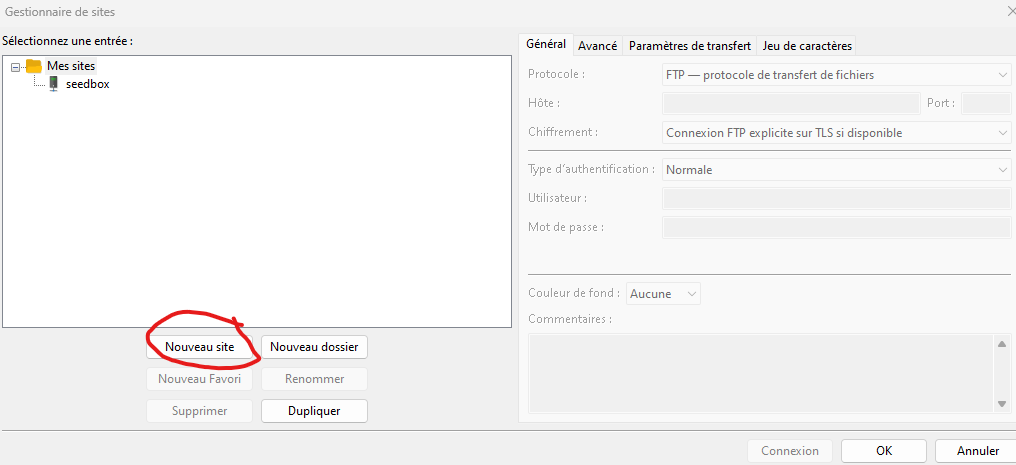 Gestionnaire de sites
Sélectionnez une entrée :
Mes sites
seedbox
Nouveau site
Nouveau dossier
Nouveau Favori
Renommer
Supprimer
Dupliquer
Général
Avancé
Paramètres de transfert
Jeu de caractères
Protocole :
FTP — protocole de transfert de fichiers
Hôte :
Port :
Chiffrement :
Connexion FTP explicite sur TLS si disponible
Type d'authentification :
Normale
Utilisateur :
Mot de passe :
Couleur de fond :
Aucune
Commentaires :
Connexion
OK
Annuler